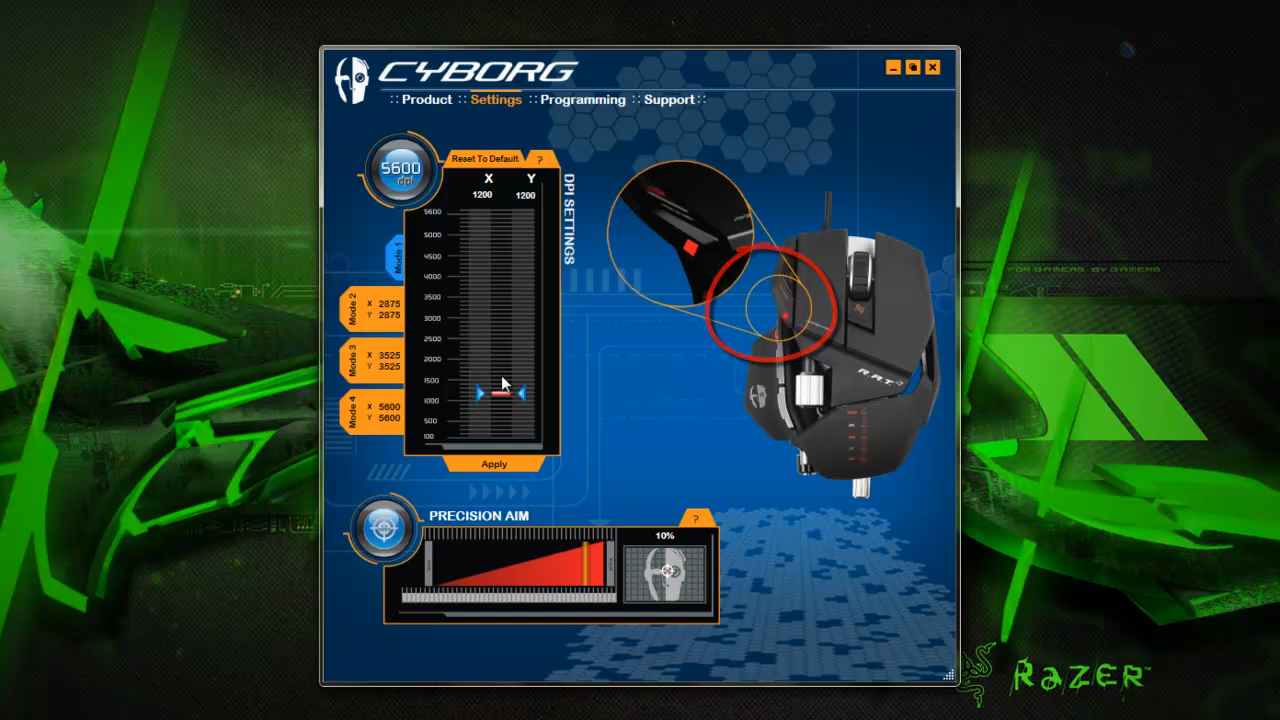 CYBORG
:: Product :: Settings :: Programming :: Support ::
5600
dpi
Reset To Default ?
X Y
1200 1200
DPI SETTINGS
5600
5000
4500
4000
3500
3000
2500
2000
1500
1000
500
100
Mode 1
Mode 2 X 2875
Y 2875
Mode 3 X 3525
Y 3525
Mode 4 X 5600
Y 5600
Apply
PRECISION AIM
?
10%
R.A.T. 7
FOR GAMERS. BY GAMERS
RAZER™